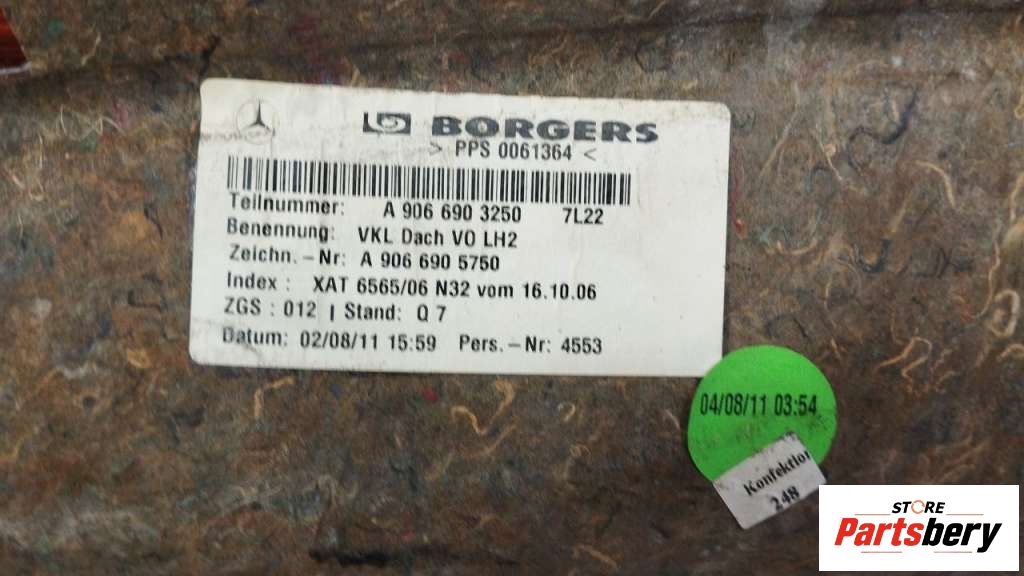 BORGERS
> PPS 0061364 <
Teilnummer: A 906 690 3250 7L22
Benennung: VKL Dach VO LH2
Zeichn.-Nr: A 906 690 5750
Index : XAT 6565/06 N32 vom 16.10.06
ZGS : 012 | Stand: Q 7
Datum: 02/08/11 15:59 Pers.-Nr: 4553
04/08/11 03:54
Konfektion
248
STORE
Partsbery